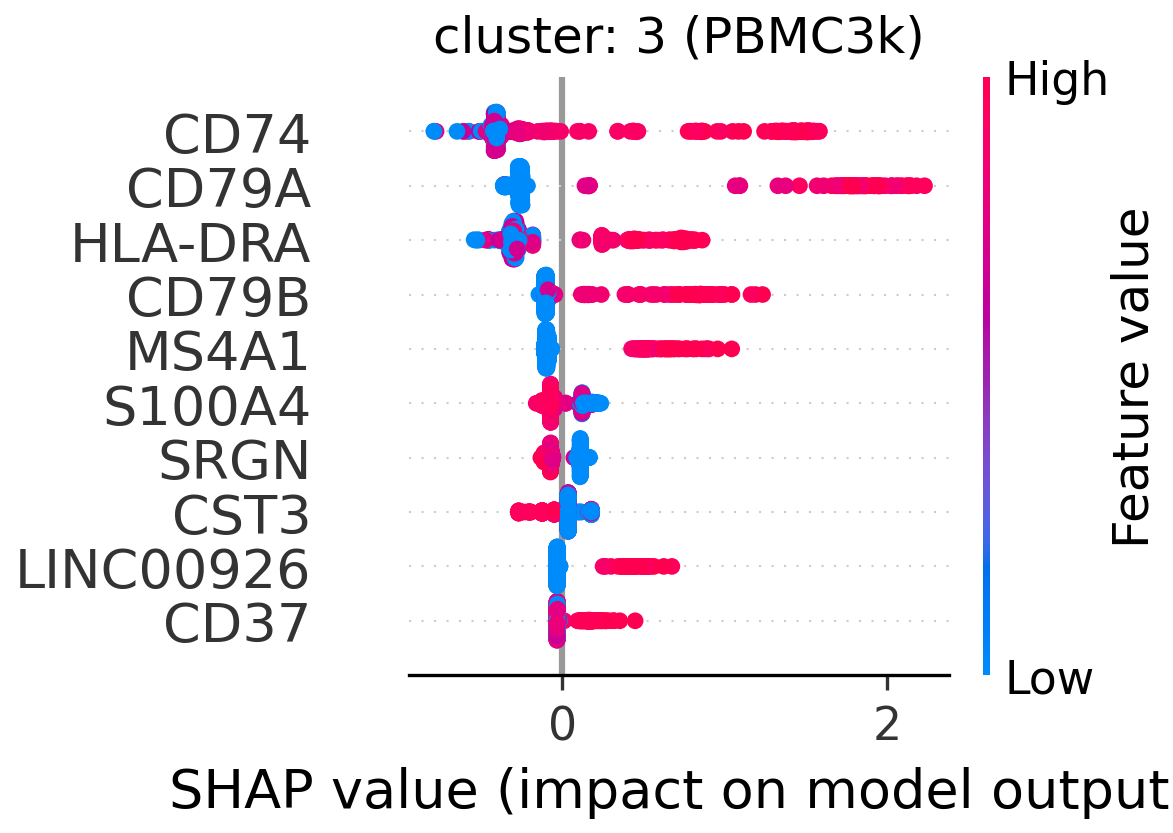 cluster: 3 (PBMC3k)
High
CD74
CD79A
HLA-DRA
CD79B
MS4A1
S100A4
SRGN
CST3
LINC00926
CD37
Feature value
Low
0 2
SHAP value (impact on model output